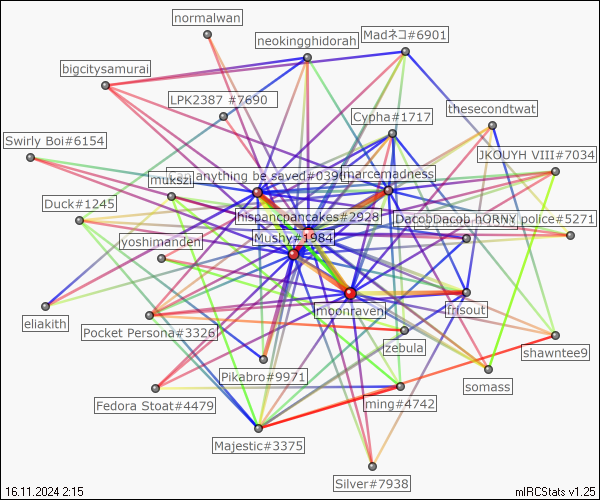 normalwan
neokingghidorah
Madネコ#6901
bigcitysamurai
LPK2387 #7690
thesecondtwat
Cypha#1717
Swirly Boi#6154
JKOUYH VIII#7034
mukszi
anything be saved#039
marcemadness
Duck#1245
hispancpancakes#2928
DacobDacob
police#5271
Mushy#1984
yoshimanden
eliakith
moonraven
frfsout
Pocket Persona#3326
zebula
shawntee9
Pikabro#9971
somass
Fedora Stoat#4479
ming#4742
Majestic#3375
Silver#7938
16.11.2024 2:15
mIRCStats v1.25